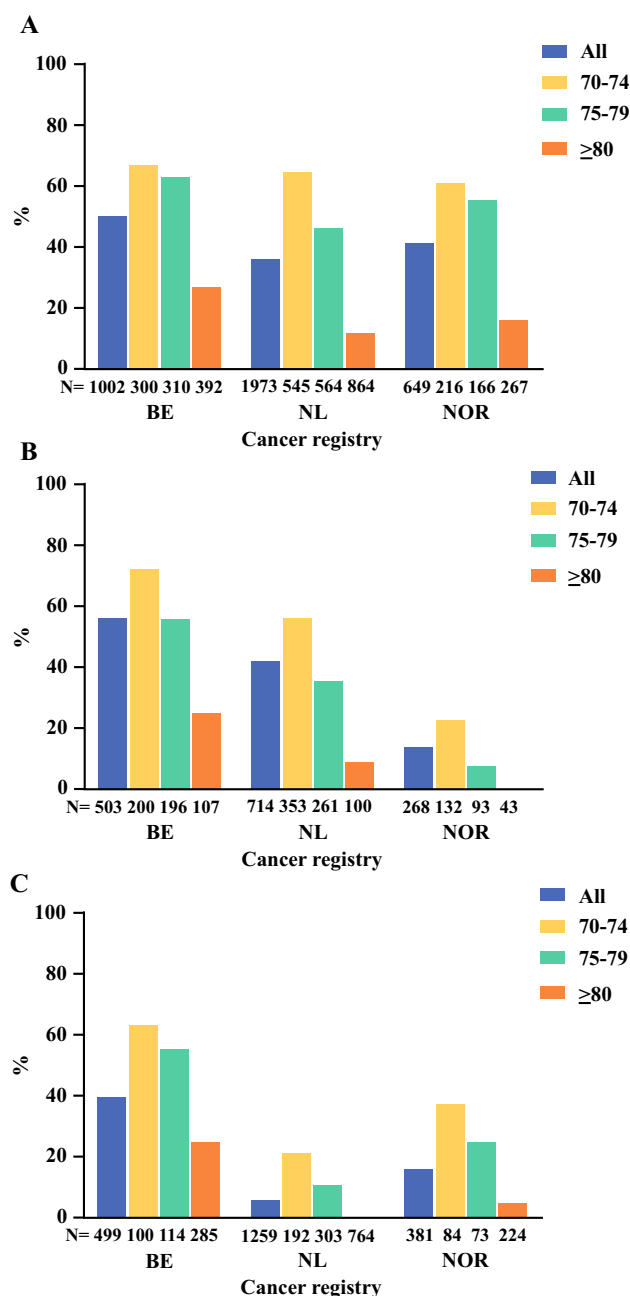 A
100
80
60
40
20
0
%
All
70-74
75-79
≥80
N= 1002 300 310 392 1973 545 564 864 649 216 166 267
BE NL NOR
Cancer registry
B
100
80
60
40
20
0
%
All
70-74
75-79
≥80
N= 503 200 196 107 714 353 261 100 268 132 93 43
BE NL NOR
Cancer registry
C
100
80
60
40
20
0
%
All
70-74
75-79
≥80
N= 499 100 114 285 1259 192 303 764 381 84 73 224
BE NL NOR
Cancer registry